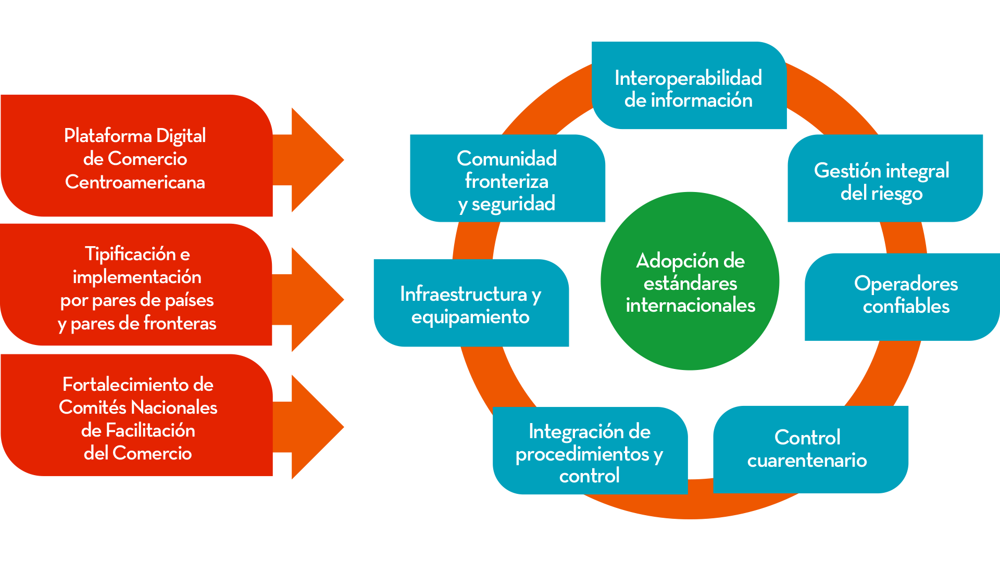 Plataforma Digital
de Comercio
Centroamericana
Tipificación e
implementación
por pares de países
y pares de fronteras
Fortalecimiento de
Comités Nacionales
de Facilitación
del Comercio
Interoperabilidad
de información
Comunidad
fronteriza
y seguridad
Gestión integral
del riesgo
Infraestructura y
equipamiento
Adopción de
estándares
internacionales
Operadores
confiables
Integración de
procedimientos y
control
Control
cuarentenario